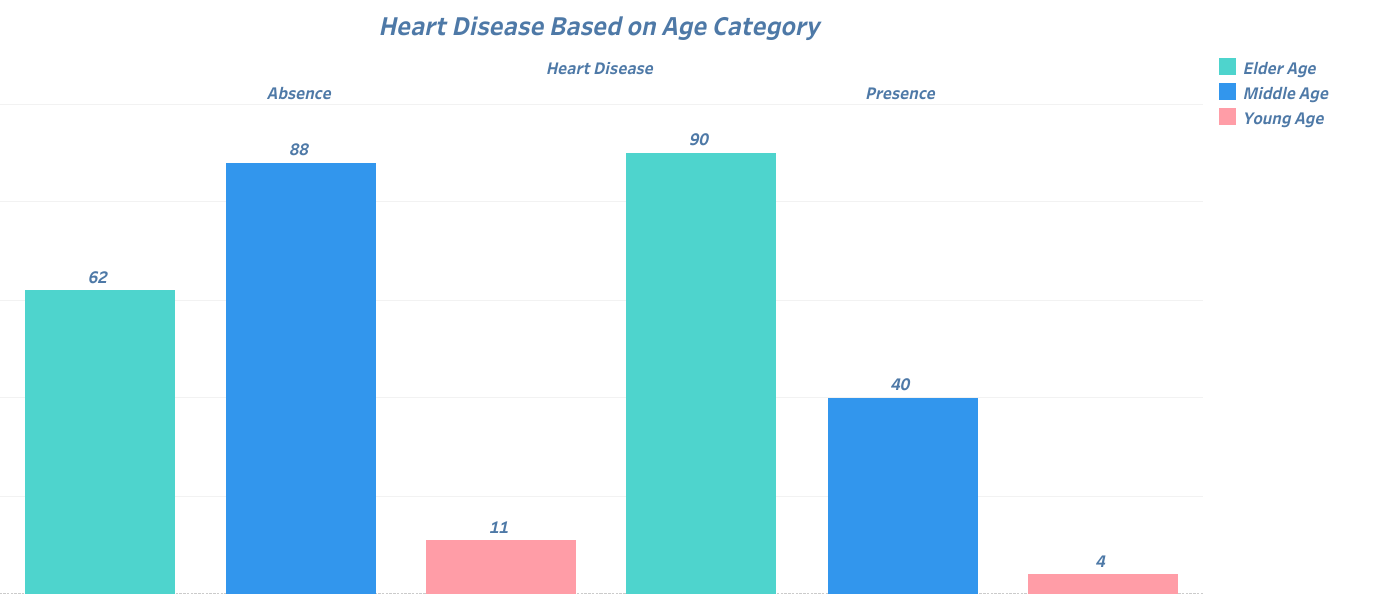 Heart Disease Based on Age Category
Heart Disease
Absence
Presence
Elder Age
Middle Age
Young Age
62
88
11
90
40
4